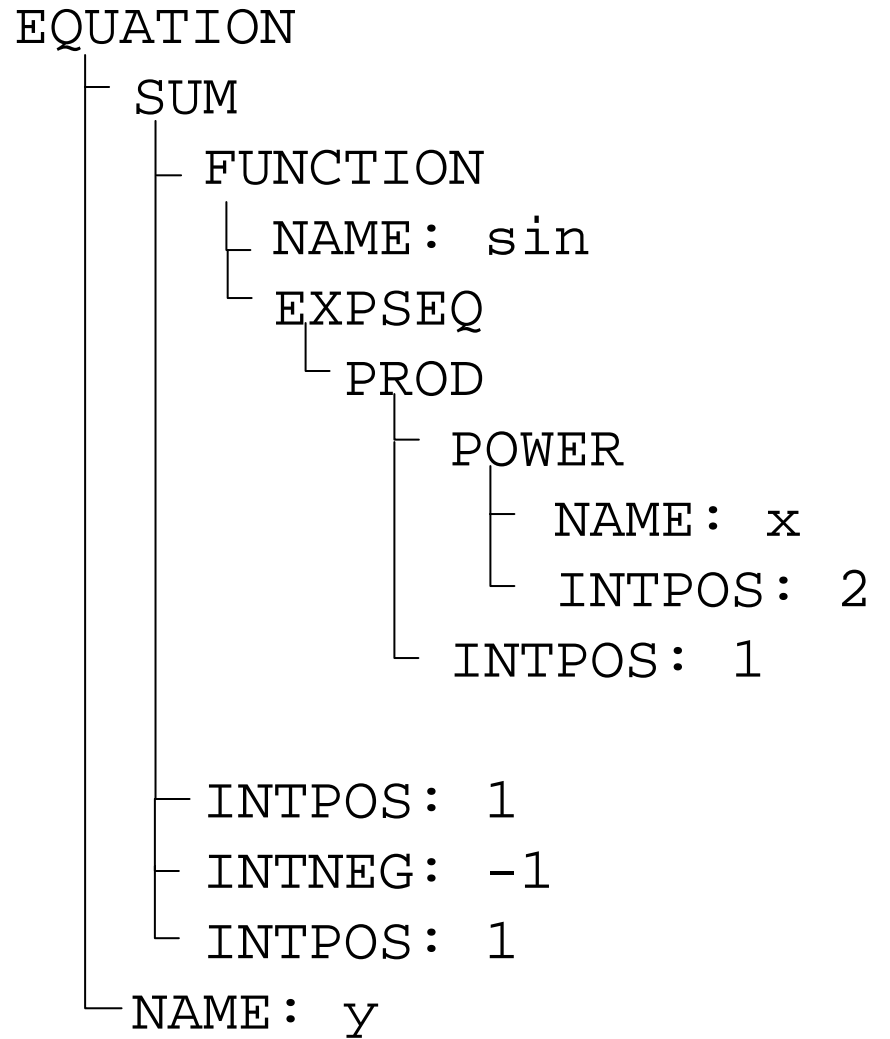 EQUATION
SUM
FUNCTION
NAME: sin
EXPSEQ
PROD
POWER
NAME: x
INTPOS: 2
INTPOS: 1
INTPOS: 1
INTNEG: -1
INTPOS: 1
NAME: y